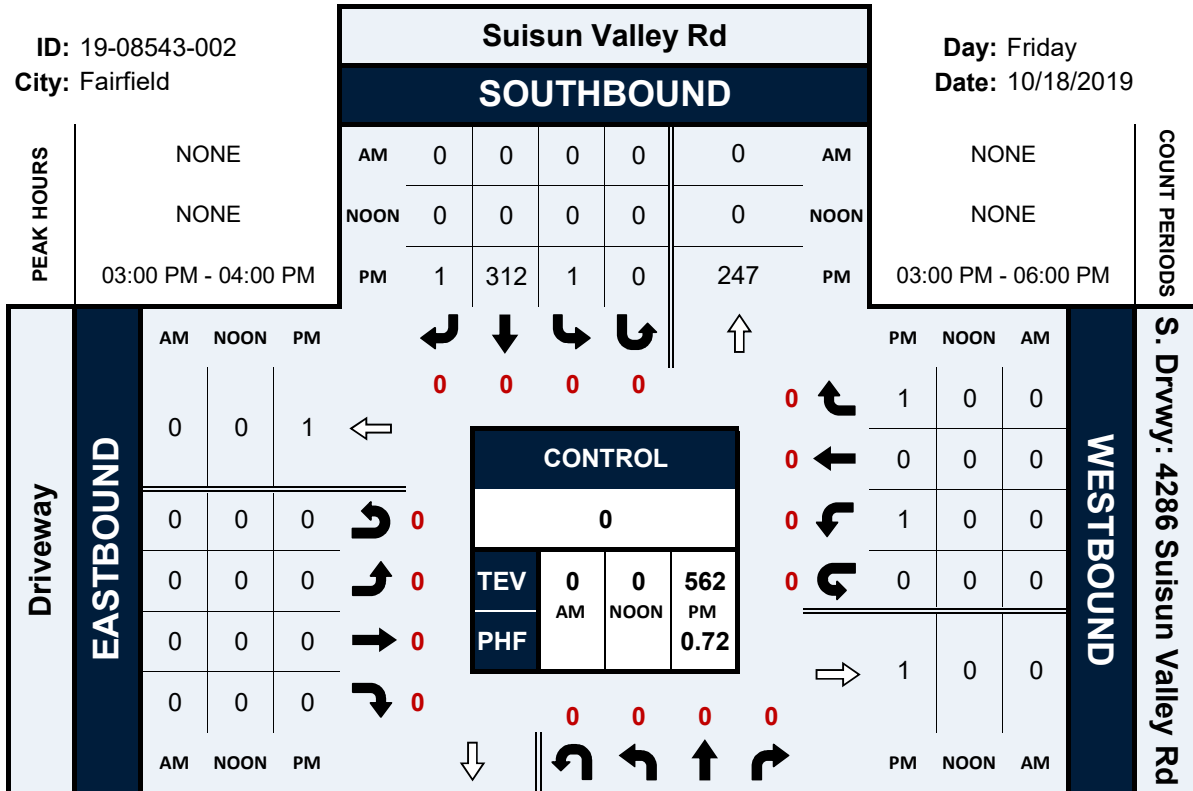 ID: 19-08543-002
City: Fairfield
Suisun Valley Rd
SOUTHBOUND
Day: Friday
Date: 10/18/2019
PEAK HOURS
NONE
NONE
03:00 PM - 04:00 PM
AM 0 0 0 0 0 AM
NOON 0 0 0 0 0 NOON
PM 1 312 1 0 247 PM
NONE
NONE
03:00 PM - 06:00 PM
COUNT PERIODS
0 0 0 0
Driveway
EASTBOUND
AM NOON PM
0 0 1
0 0 0 0
0 0 0 0
0 0 0 0
0 0 0 0
AM NOON PM
CONTROL
0
TEV 0 0 562
AM NOON PM
PHF 0.72
PM NOON AM
0 1 0 0
0 0 0 0
0 1 0 0
0 0 0 0
1 0 0
PM NOON AM
WESTBOUND
S. Drvwy: 4286 Suisun Valley Rd
0 0 0 0